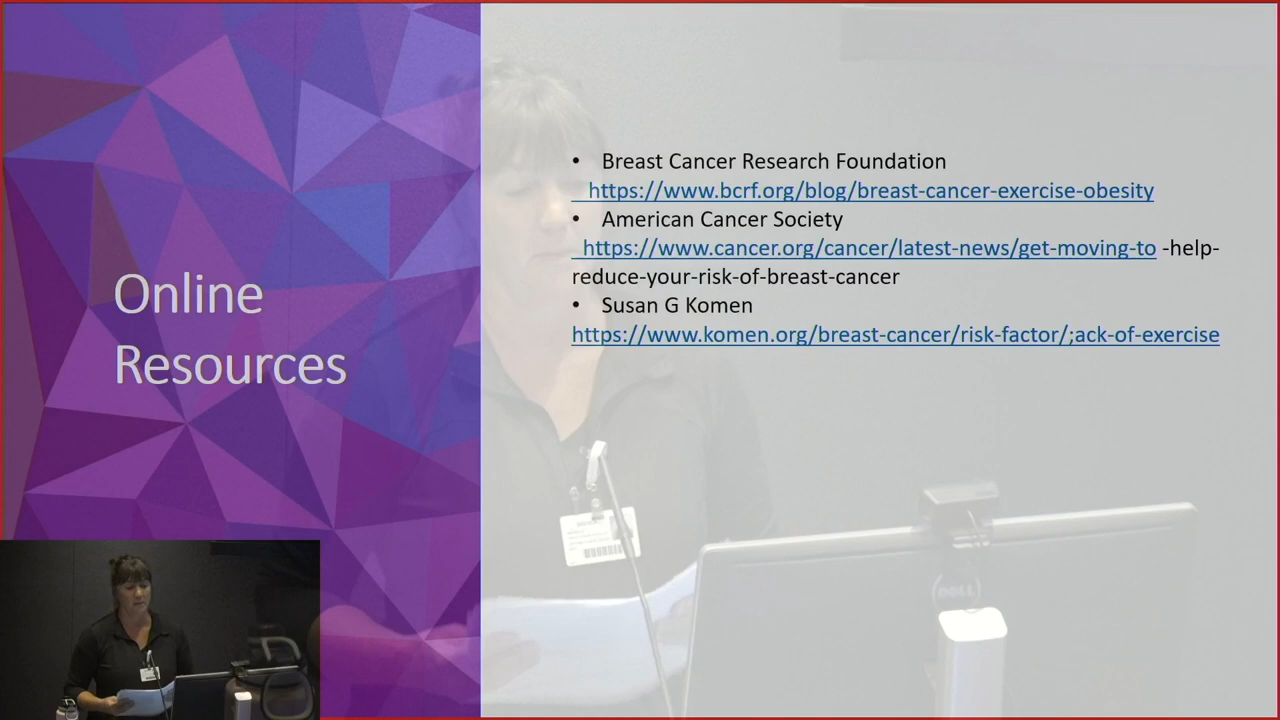 Online
Resources
• Breast Cancer Research Foundation
https://www.bcrf.org/blog/breast-cancer-exercise-obesity
• American Cancer Society
https://www.cancer.org/cancer/latest-news/get-moving-to -help-
reduce-your-risk-of-breast-cancer
• Susan G Komen
https://www.komen.org/breast-cancer/risk-factor/;ack-of-exercise
DELL